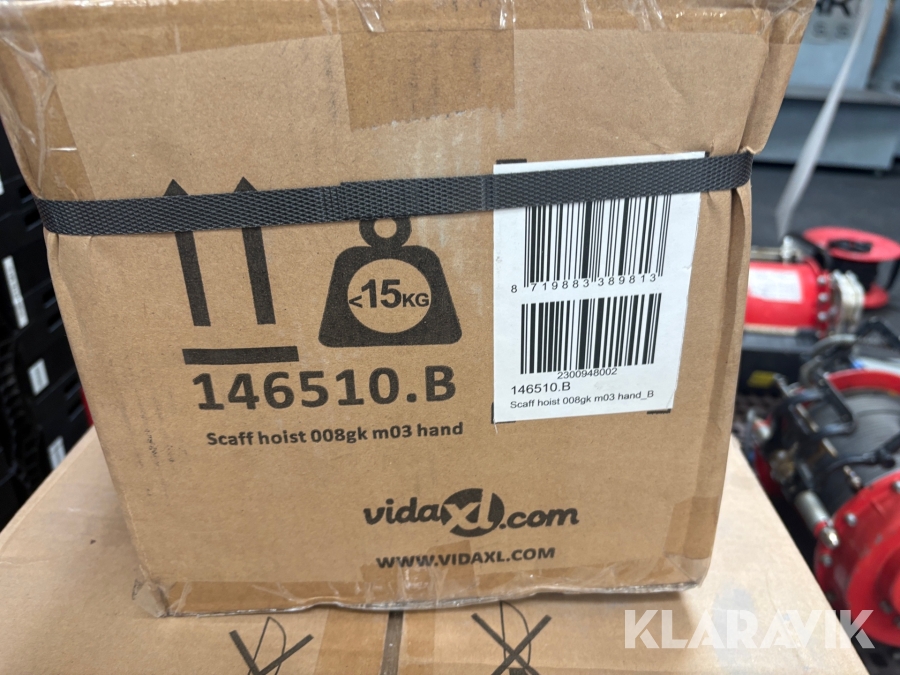 <15KG
146510.B
Scaff hoist 008gk m03 hand
8 719883 389813
2300948002
146510.B
Scaff hoist 008gk m03 hand_B
vidaXL.com
WWW.VIDAXL.COM
KLARAVIK